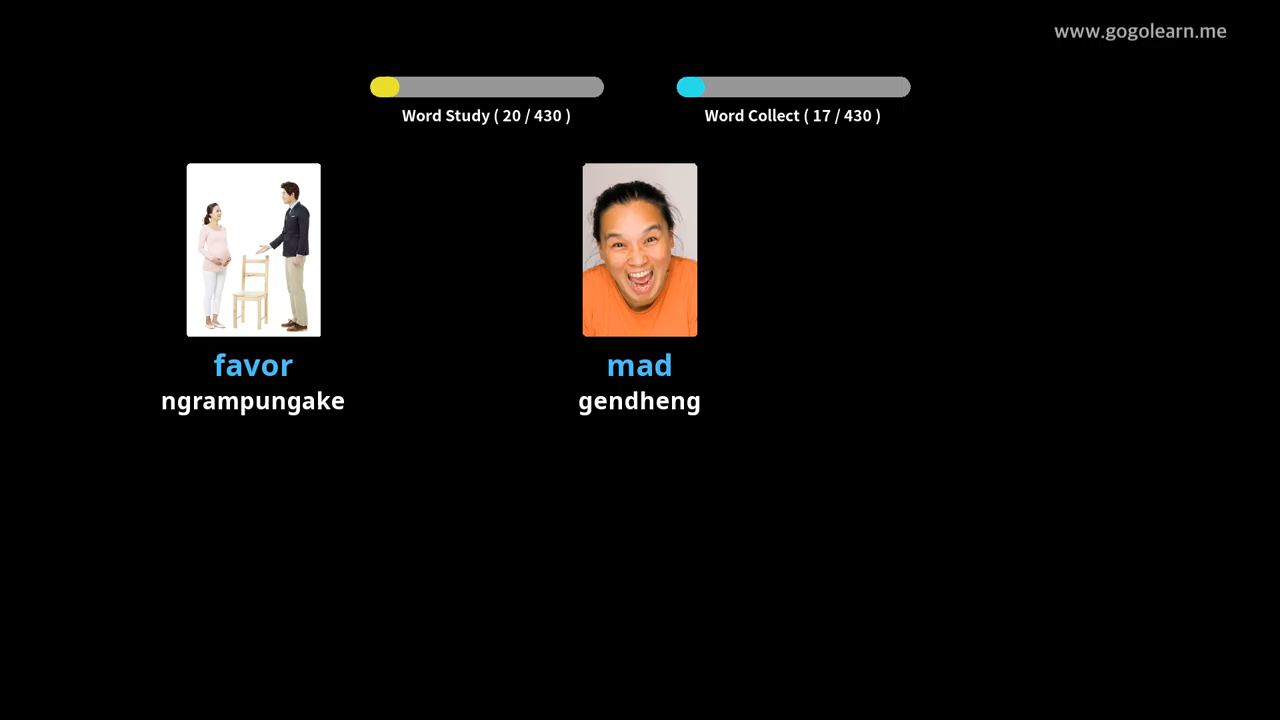 www.gogolearn.me
Word Study ( 20 / 430 )
Word Collect ( 17 / 430 )
favor
mad
ngrampungake
gendheng